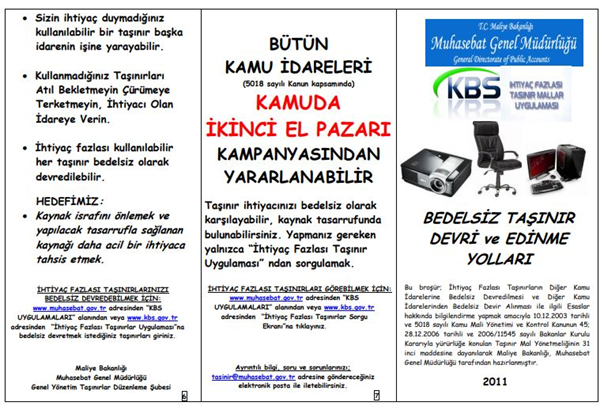 • Sizin ihtiyaç duymadığınız
kullanılabilir bir taşınır başka
idarenin işine yarayabilir.
• Kullanmadığınız Taşınırları
Atıl Bekletmeyin Çürümeye
Terketmeyin, İhtiyacı Olan
İdareye Verin.
• İhtiyaç fazlası kullanılabilir
her taşınır bedelsiz olarak
devredilebilir.
HEDEFİMİZ:
• Kaynak israfını önlemek ve
yapılacak tasarrufla sağlanan
kaynağı daha acil bir ihtiyaca
tahsis etmek.
İHTİYAÇ FAZLASI TAŞINIRLARINIZI
BEDELSİZ DEVREDEBİLMEK İÇİN:
www.muhasebat.gov.tr adresinden "KBS
UYGULAMALARI" alanından veya www.kbs.gov.tr
adresinden "İhtiyaç Fazlası Taşınırlar Uygulaması"na
bedelsiz devretmek istediğiniz taşınırları giriniz.
Maliye Bakanlığı
Muhasebat Genel Müdürlüğü
Genel Yönetim Taşınırlar Düzenleme Şubesi
6
BÜTÜN
KAMU İDARELERİ
(5018 sayılı Kanun kapsamında)
KAMUDA
İKİNCİ EL PAZARI
KAMPANYASINDAN
YARARLANABİLİR
Taşınır ihtiyacınızı bedelsiz olarak
karşılayabilir, kaynak tasarrufunda
bulunabilirsiniz. Yapmanız gereken
yalnızca "İhtiyaç Fazlası Taşınır
Uygulaması" ndan sorgulamak.
İHTİYAÇ FAZLASI TAŞINIRLARI GÖREBİLMEK İÇİN:
www.muhasebat.gov.tr adresinden "KBS
UYGULAMALARI" alanından veya www.kbs.gov.tr
adresinden "İhtiyaç Fazlası Taşınırlar Sorgu
Ekranı"na tıklayınız.
Ayrıntılı bilgi, soru ve sorunlarınızı;
tasinir@muhasebat.gov.tr adresine göndereceğiniz
elektronik posta ile iletebilirsiniz.
7
T.C. Maliye Bakanlığı
Muhasebat Genel Müdürlüğü
General Directorate of Public Accounts
KBS
İHTİYAÇ FAZLASI
TAŞINIR MALLAR
UYGULAMASI
BEDELSİZ TAŞINIR
DEVRİ ve EDİNME
YOLLARI
Bu broşür; İhtiyaç Fazlası Taşınırların Diğer Kamu
İdarelerine Bedelsiz Devredilmesi ve Diğer Kamu
İdarelerinden Bedelsiz Devir Alınması ile ilgili Esaslar
hakkında bilgilendirme yapmak amacıyla 10.12.2003 tarihli
ve 5018 sayılı Kamu Mali Yönetimi ve Kontrol Kanunun 45;
28.12.2006 tarihli ve 2006/11545 sayılı Bakanlar Kurulu
Kararıyla yürürlüğe konulan Taşınır Mal Yönetmeliğinin 31
inci maddesine dayanılarak Maliye Bakanlığı, Muhasebat
Genel Müdürlüğü tarafından hazırlanmıştır.
2011